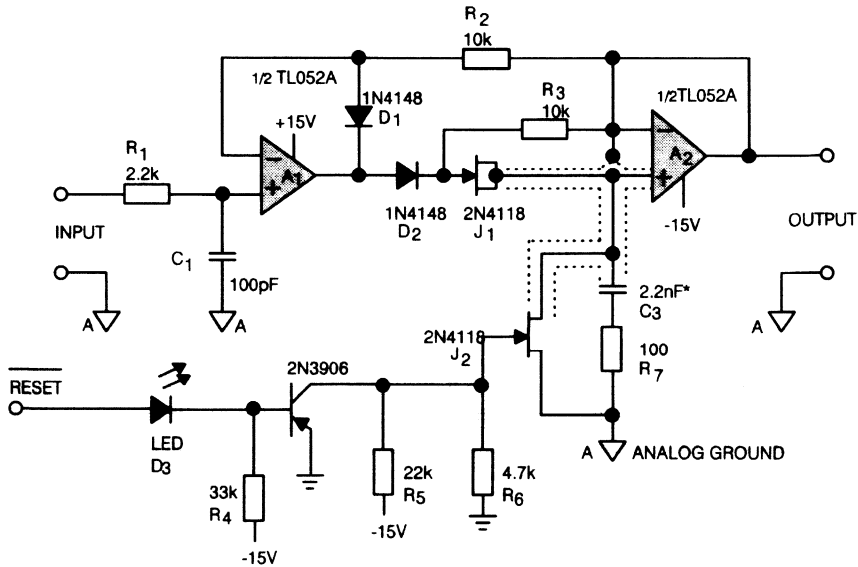 R2
10k
1/2 TL052A
1N4148
D1
R3
10k
1/2TL052A
+15V
R1
2.2k
−
+
A1
−
+
A2
-15V
1N4148
D2
2N4118
J1
INPUT
OUTPUT
C1
100pF
A
A
A
2.2nF*
C3
2N4118
J2
100
R7
RESET
2N3906
LED
D3
A
ANALOG GROUND
33k
R4
22k
R5
4.7k
R6
-15V
-15V